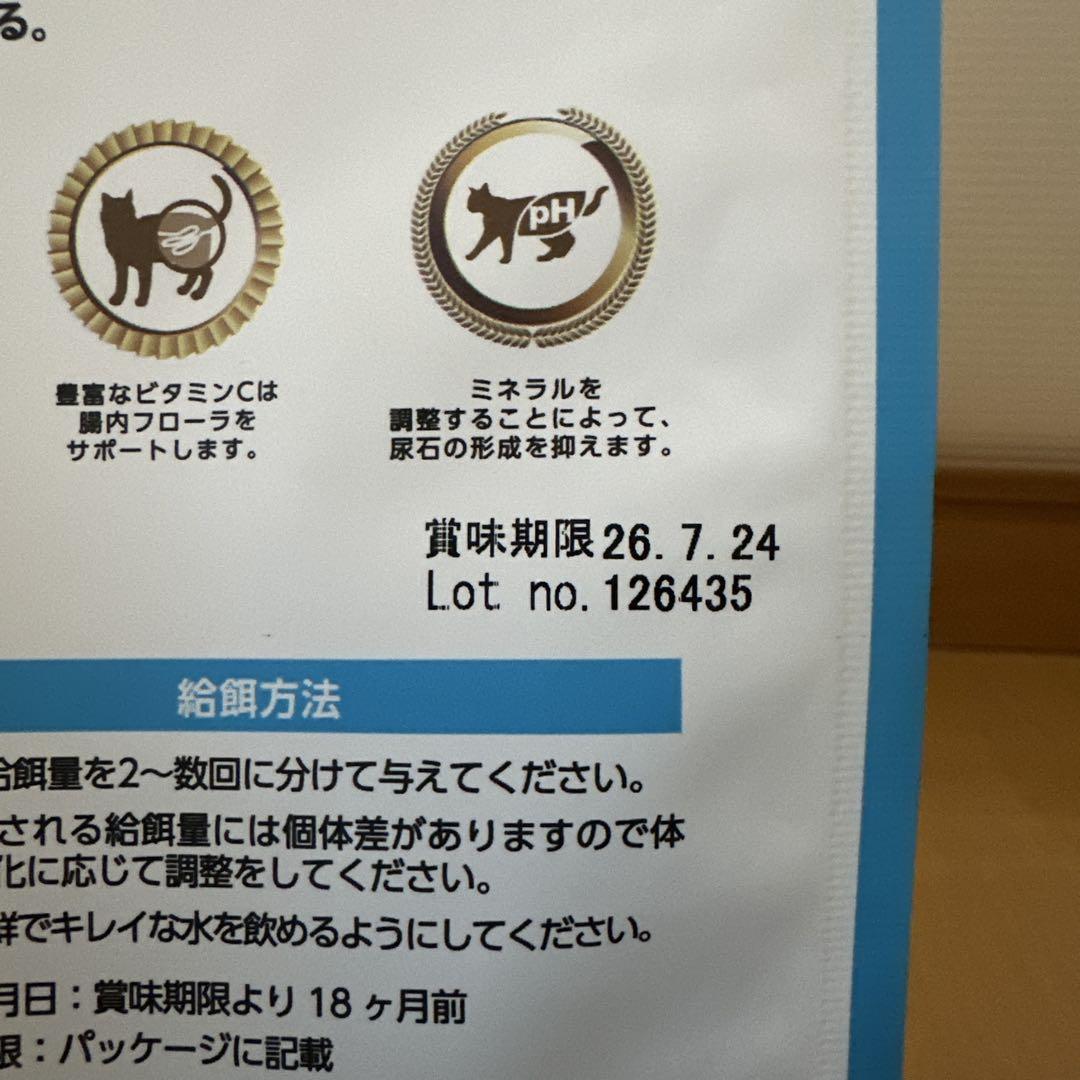 る。
pH
豊富なビタミンCは
腸内フローラを
サポートします。
ミネラルを
調整することによって、
尿石の形成を抑えます。
賞味期限 26.7.24
Lot no. 126435
給餌方法
給餌量を2〜数回に分けて与えてください。
される給餌量には個体差がありますので体
化に応じて調整をしてください。
鮮でキレイな水を飲めるようにしてください。
月日：賞味期限より 18 ヶ月前
限：パッケージに記載